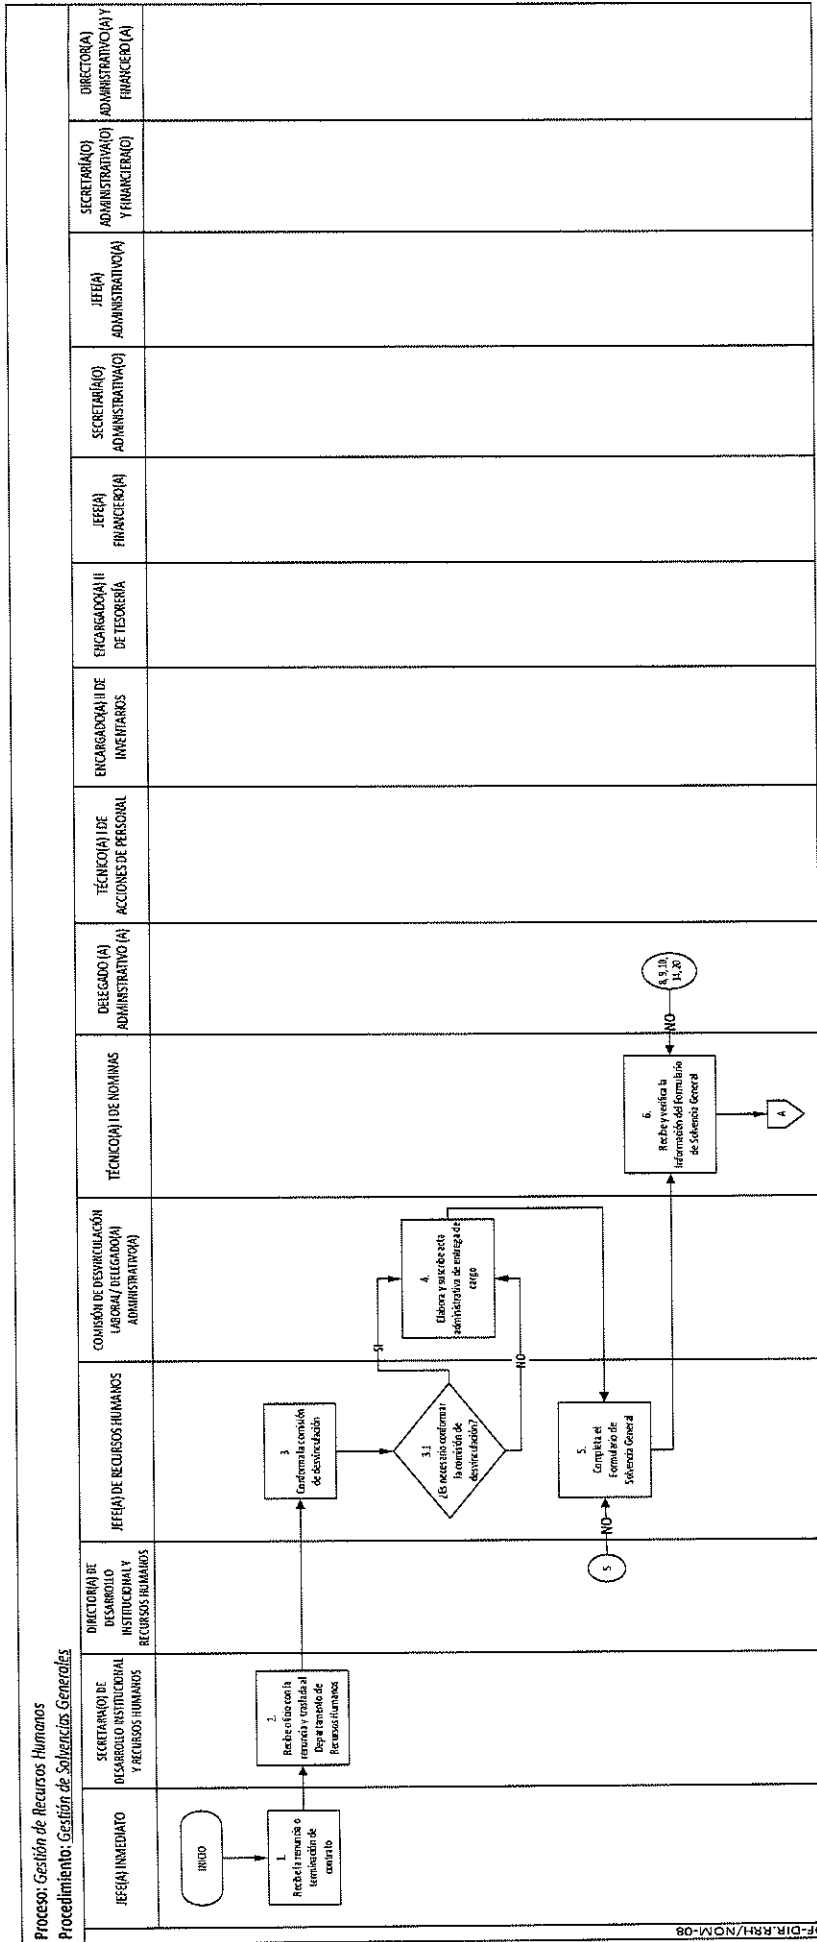 Proceso: Gestión de Recursos Humanos
Procedimiento: Gestión de Solvencias Generales
JEFE(A) INMEDIATO
SECRETARIA(O) DE
DESARROLLO INSTITUCIONAL
Y RECURSOS HUMANOS
DIRECTOR(A) DE
DESARROLLO
INSTITUCIONAL Y
RECURSOS HUMANOS
JEFE(A) DE RECURSOS HUMANOS
COMISIÓN DE DESVINCULACIÓN
LABORAL/ DELEGADO(A)
ADMINISTRATIVO(A)
TÉCNICO(A) I DE NOMINAS
DELEGADO (A)
ADMINISTRATIVO (A)
TÉCNICO(A) I DE
ACCIONES DE PERSONAL
ENCARGADO(A) II DE
INVENTARIOS
ENCARGADO(A) II
DE TESORERÍA
JEFE(A)
FINANCIERO(A)
SECRETARÍA(O)
ADMINISTRATIVA(O)
JEFE(A)
ADMINISTRATIVO(A)
SECRETARÍA(O)
ADMINISTRATIVA(O)
Y FINANCIERA(O)
DIRECTOR(A)
ADMINISTRATIVO(A) Y
FINANCIERO(A)
INICIO
1.
Recibe la renuncia o
terminación de
contrato
2.
Recibe oficio con la
renuncia y traslada al
Departamento de
Recursos Humanos
3.
Conforma la comisión
de desvinculación
3.1
¿Es necesario conformar
la comisión de
desvinculación?
SI
NO
4.
Elabora y suscribe acta
administrativa de entrega de
cargo
5
NO
5.
Completa el
Formulario de
Solvencia General
6.
Recibe y verifica la
Información del Formulario
de Solvencia General
NO
8, 9, 10,
14, 20
A
F-DIR.RRH/NOM-08